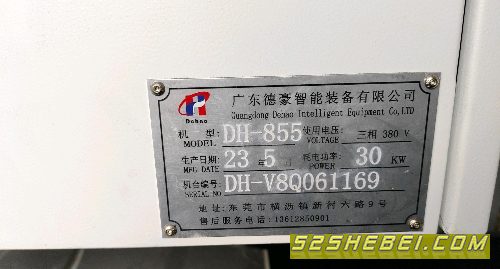 广东德豪智能装备有限公司
Guangdong Dehao Intelligent Equipment Co,LTD
Dehao
机 型: DH-855 使用电压: 三相 380 V
MODEL VOLTAGE
生产日期: 23 年 5 月 耗电功率: 30 KW
MFG DATE POWER
机台编号: DH-V8Q061169
SERIAL NO
地址:东莞市横沥镇新村六路9号
售后服务电话:13612850901
52SHEBEI.COM